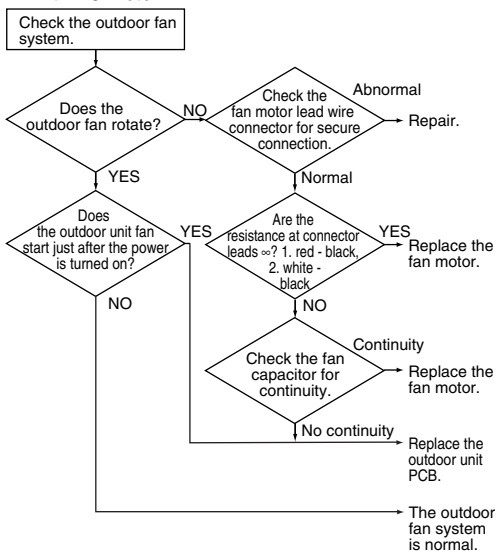 Check the outdoor fan
system.
Does the
outdoor fan rotate?
NO
YES
Check the
fan motor lead wire
connector for secure
connection.
Abnormal
Repair.
Normal
Does
the outdoor unit fan
start just after the power
is turned on?
YES
NO
Are the
resistance at connector
leads ∞? 1. red - black,
2. white -
black
YES
Replace the
fan motor.
NO
Check the fan
capacitor for
continuity.
Continuity
Replace the
fan motor.
No continuity
Replace the
outdoor unit
PCB.
The outdoor
fan system
is normal.